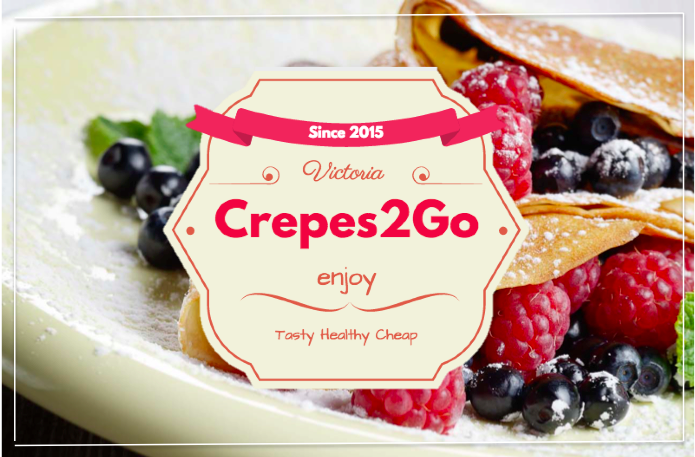 Since 2015
Victoria
Crepes2Go
enjoy
Tasty Healthy Cheap